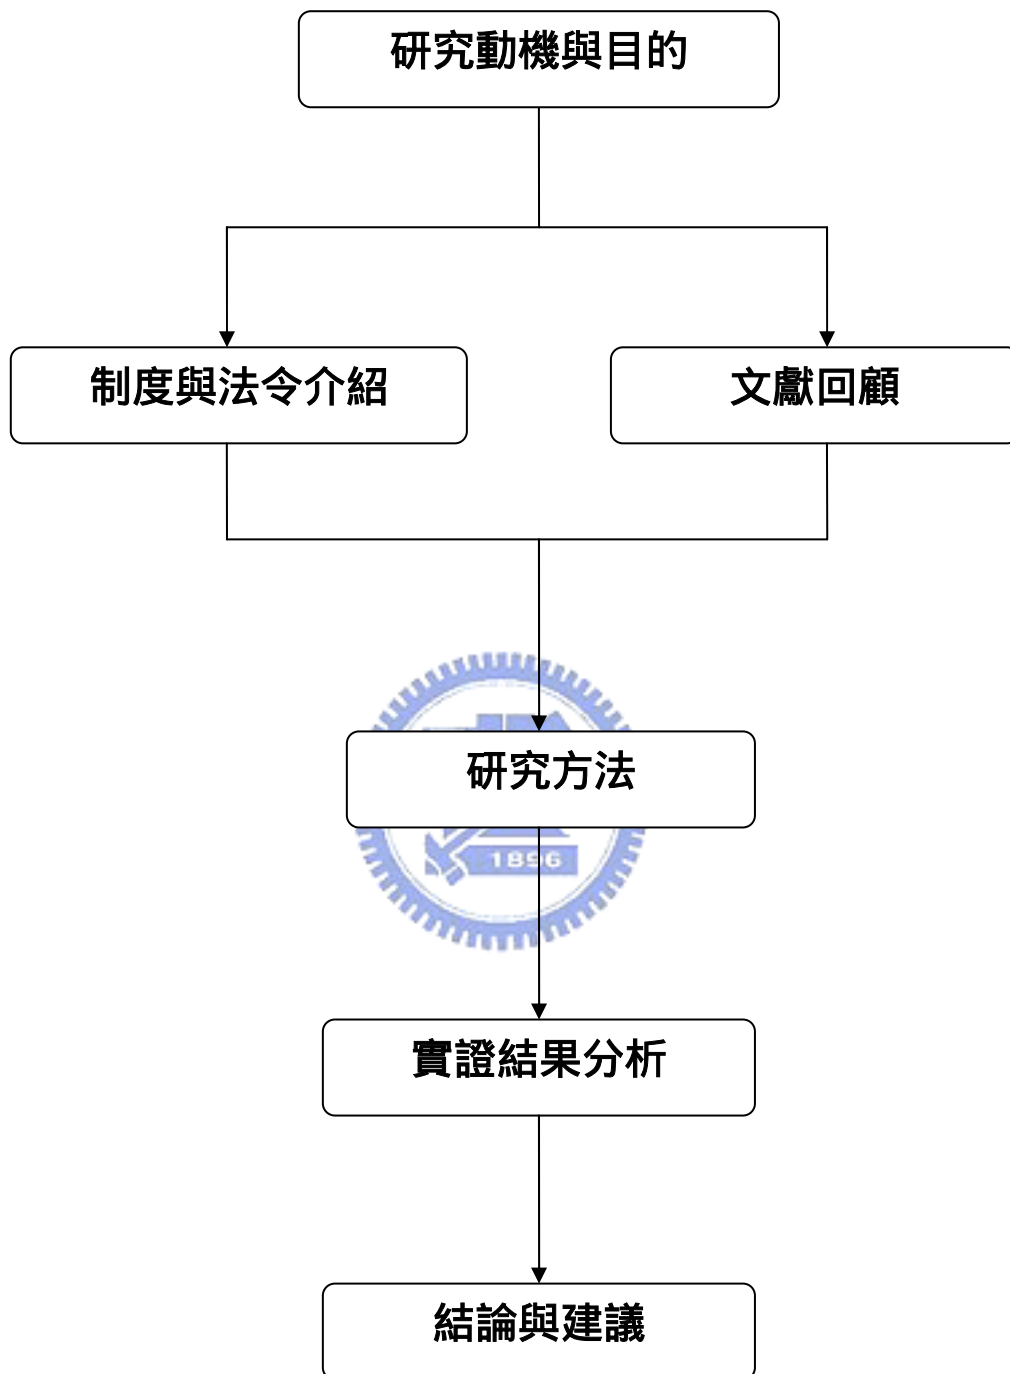 研究動機與目的
制度與法令介紹
文獻回顧
研究方法
1896
實證結果分析
結論與建議